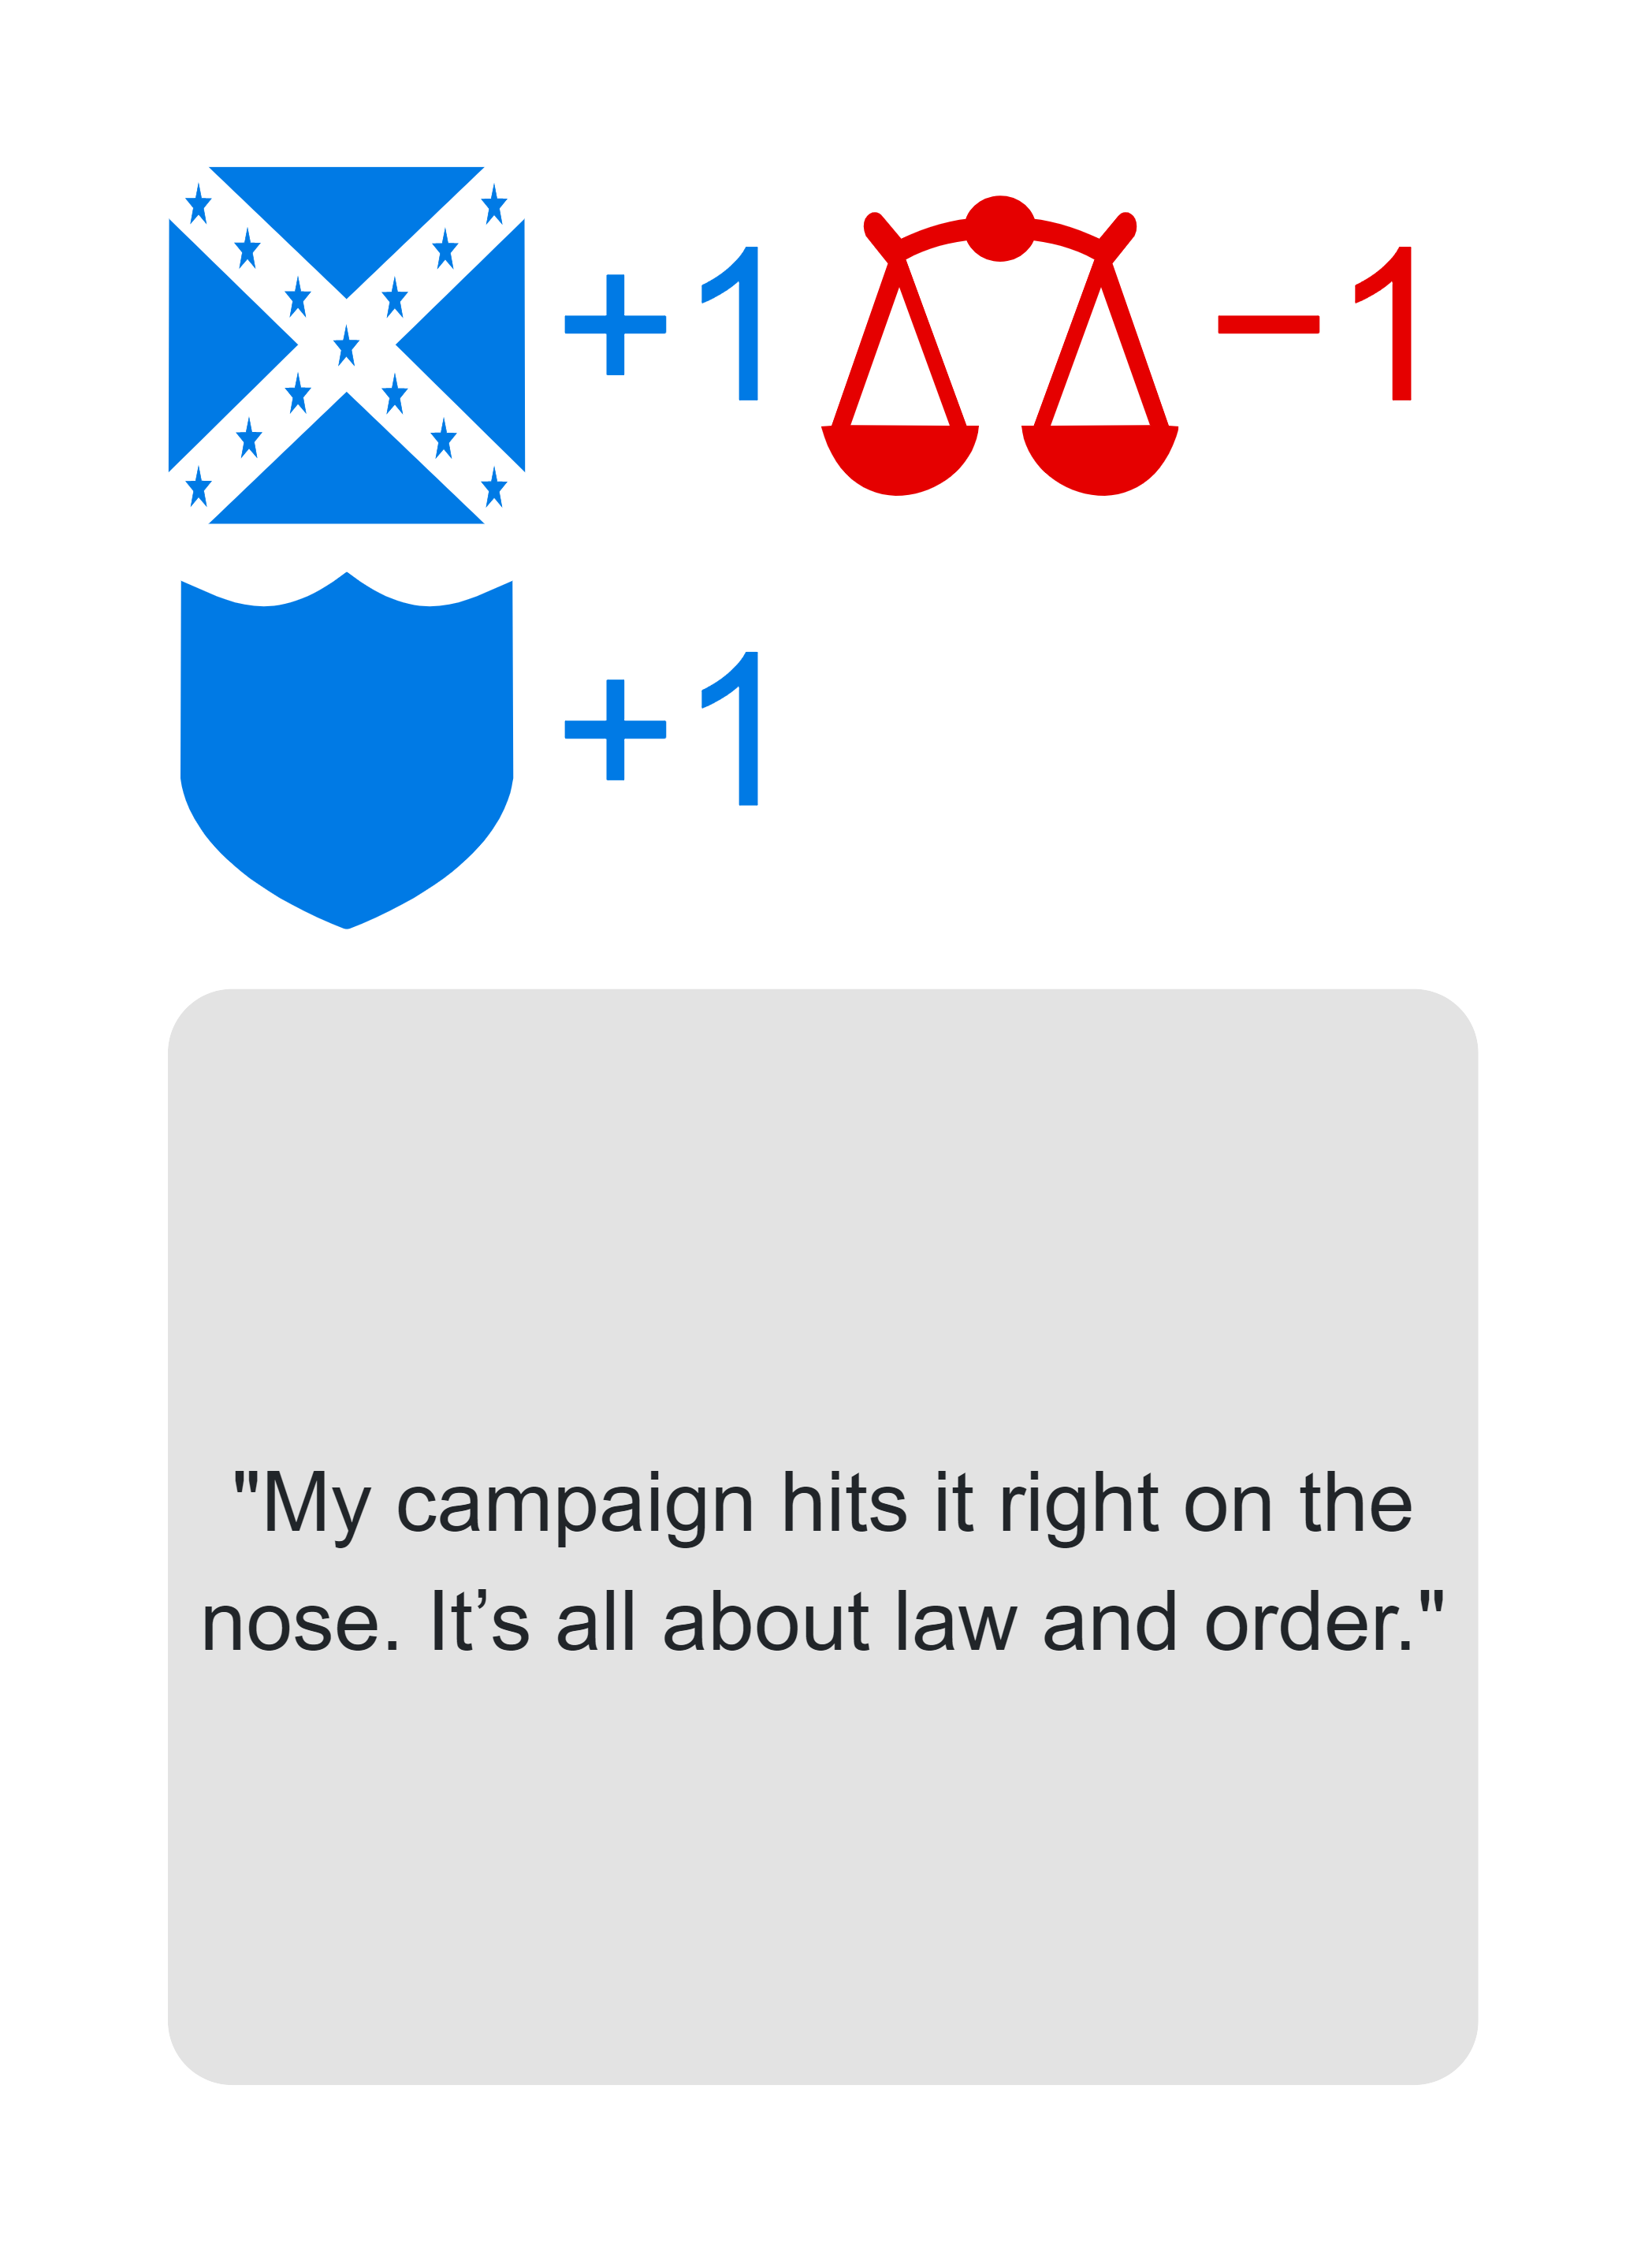 +1 −1
+1
"My campaign hits it right on the
nose. It’s all about law and order."